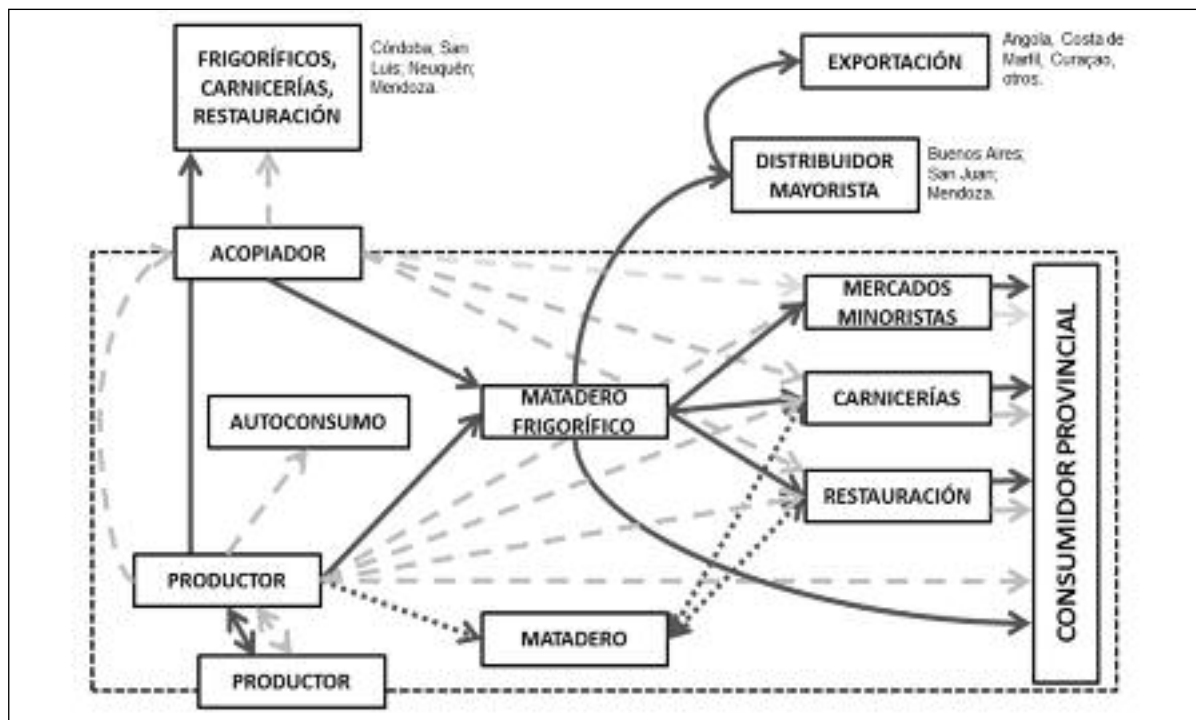 FRIGORÍFICOS,
CARNICERÍAS,
RESTAURACIÓN
Córdoba; San
Luis; Neuquén;
Mendoza.
EXPORTACIÓN
Angola, Costa de
Marfil, Curaçao,
otros.
DISTRIBUIDOR
MAYORISTA
Buenos Aires;
San Juan;
Mendoza.
ACOPIADOR
MERCADOS
MINORISTAS
MATADERO
FRIGORÍFICO
CARNICERÍAS
AUTOCONSUMO
RESTAURACIÓN
PRODUCTOR
MATADERO
PRODUCTOR
CONSUMIDOR PROVINCIAL